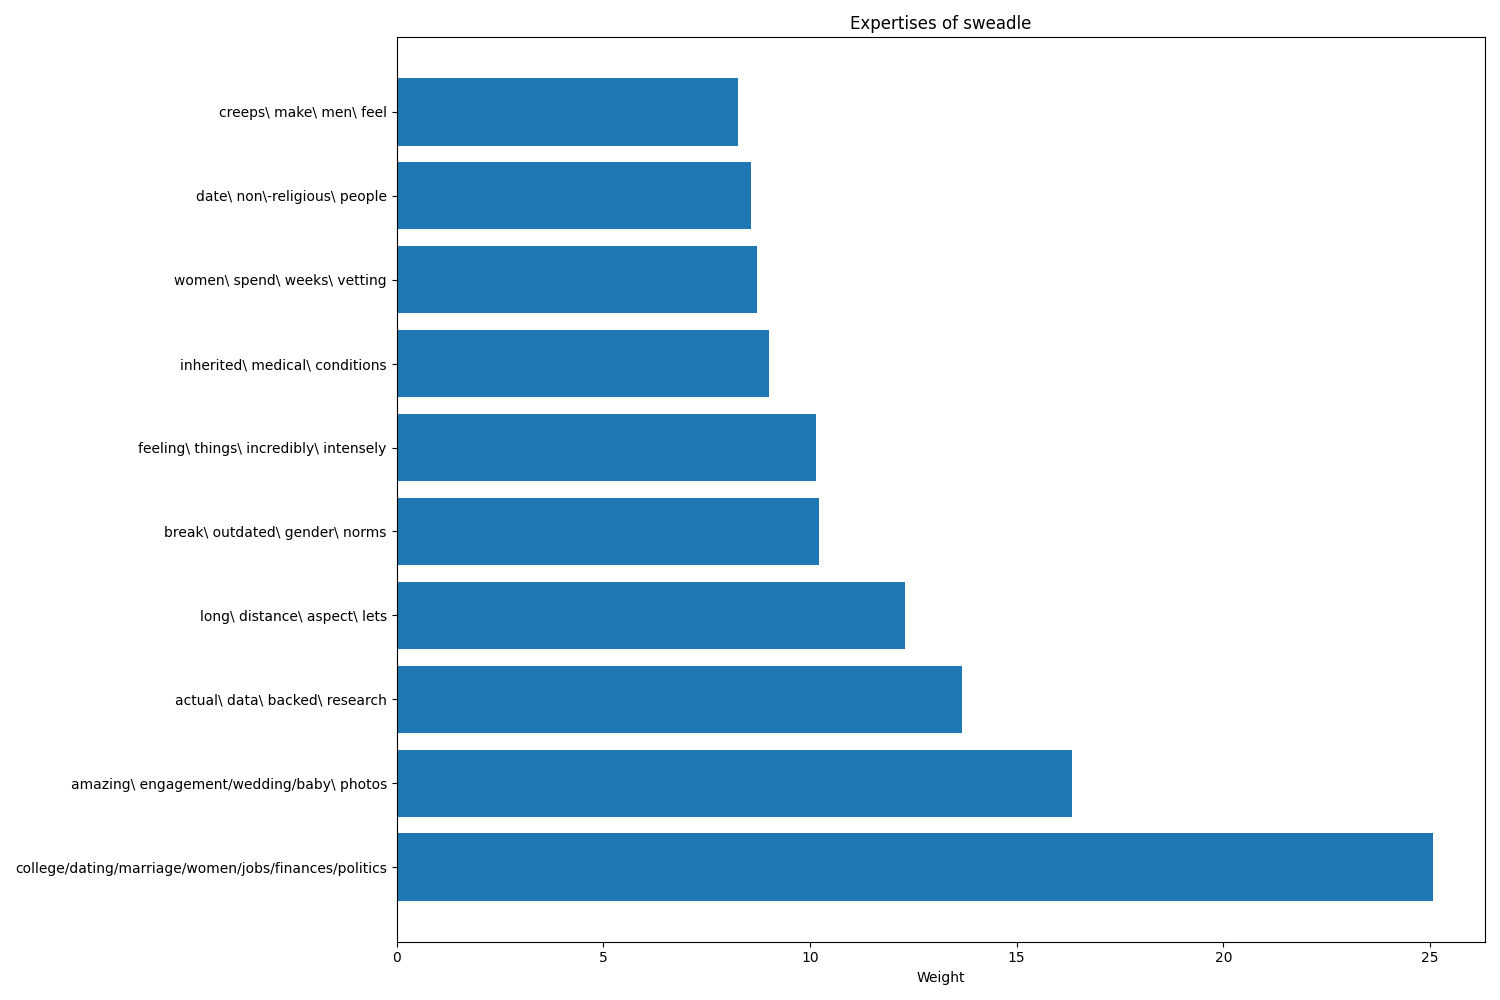 Expertises of sweadle
creeps\ make\ men\ feel
date\ non\-religious\ people
women\ spend\ weeks\ vetting
inherited\ medical\ conditions
feeling\ things\ incredibly\ intensely
break\ outdated\ gender\ norms
long\ distance\ aspect\ lets
actual\ data\ backed\ research
amazing\ engagement/wedding/baby\ photos
college/dating/marriage/women/jobs/finances/politics
0 5 10 15 20 25
Weight